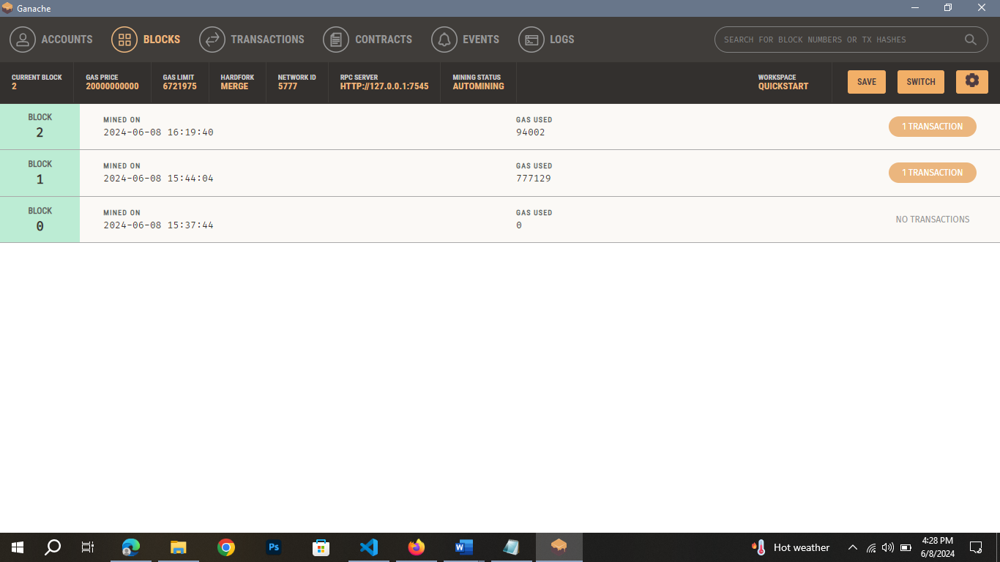 Ganache
ACCOUNTS BLOCKS TRANSACTIONS CONTRACTS EVENTS LOGS SEARCH FOR BLOCK NUMBERS OR TX HASHES
CURRENT BLOCK GAS PRICE GAS LIMIT HARDFORK NETWORK ID RPC SERVER MINING STATUS WORKSPACE
2 20000000000 6721975 MERGE 5777 HTTP://127.0.0.1:7545 AUTOMINING QUICKSTART SAVE SWITCH
BLOCK MINED ON GAS USED
2 2024-06-08 16:19:40 94002 1 TRANSACTION
BLOCK MINED ON GAS USED
1 2024-06-08 15:44:04 777129 1 TRANSACTION
BLOCK MINED ON GAS USED
0 2024-06-08 15:37:44 0 NO TRANSACTIONS
Ps W Hot weather 4:28 PM
6/8/2024